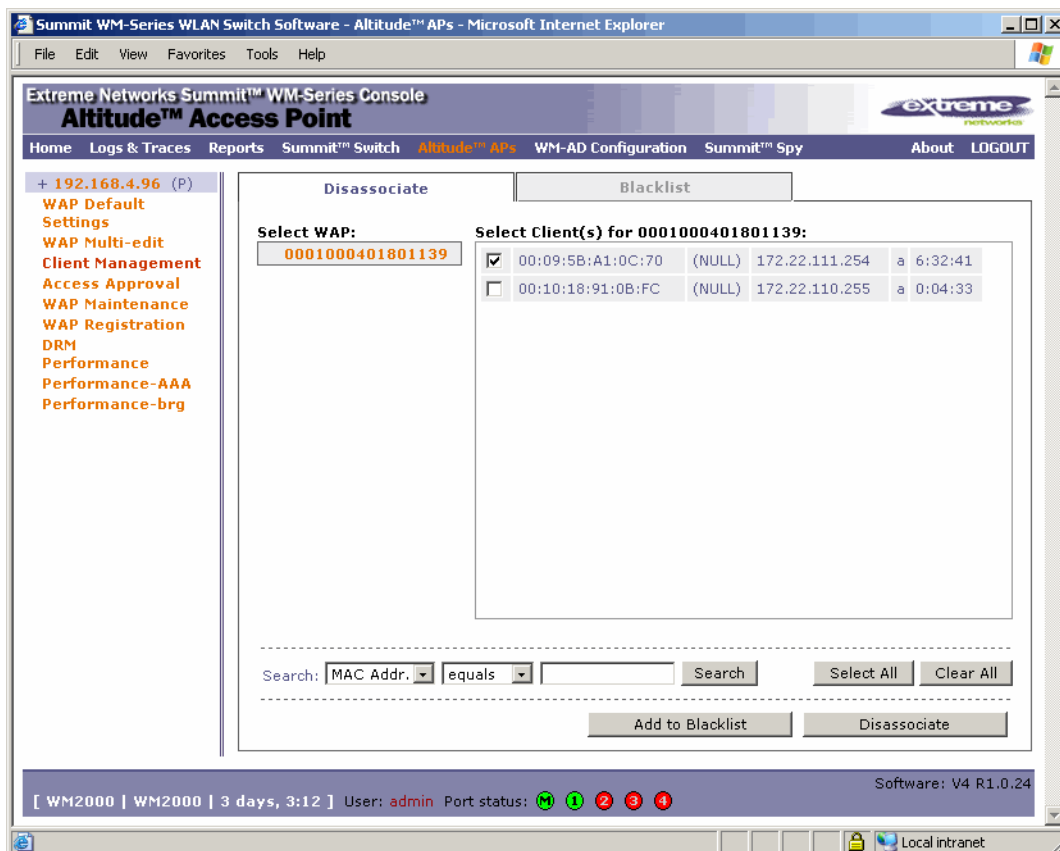 Summit WM-Series WLAN Switch Software - Altitude™ APs - Microsoft Internet Explorer
File Edit View Favorites Tools Help
Extreme Networks Summit™ WM-Series Console
Altitude™ Access Point
extreme
networks
Home Logs & Traces Reports Summit™ Switch Altitude™ APs WM-AD Configuration Summit™ Spy About LOGOUT
+ 192.168.4.96 (P)
WAP Default
Settings
WAP Multi-edit
Client Management
Access Approval
WAP Maintenance
WAP Registration
DRM
Performance
Performance-AAA
Performance-brg
Disassociate Blacklist
Select WAP:
0001000401801139
Select Client(s) for 0001000401801139:
00:09:5B:A1:0C:70 (NULL) 172.22.111.254 a 6:32:41
00:10:18:91:0B:FC (NULL) 172.22.110.255 a 0:04:33
Search: MAC Addr. equals Search Select All Clear All
Add to Blacklist Disassociate
Software: V4 R1.0.24
[ WM2000 | WM2000 | 3 days, 3:12 ] User: admin Port status: M 1 2 3 4
Local intranet